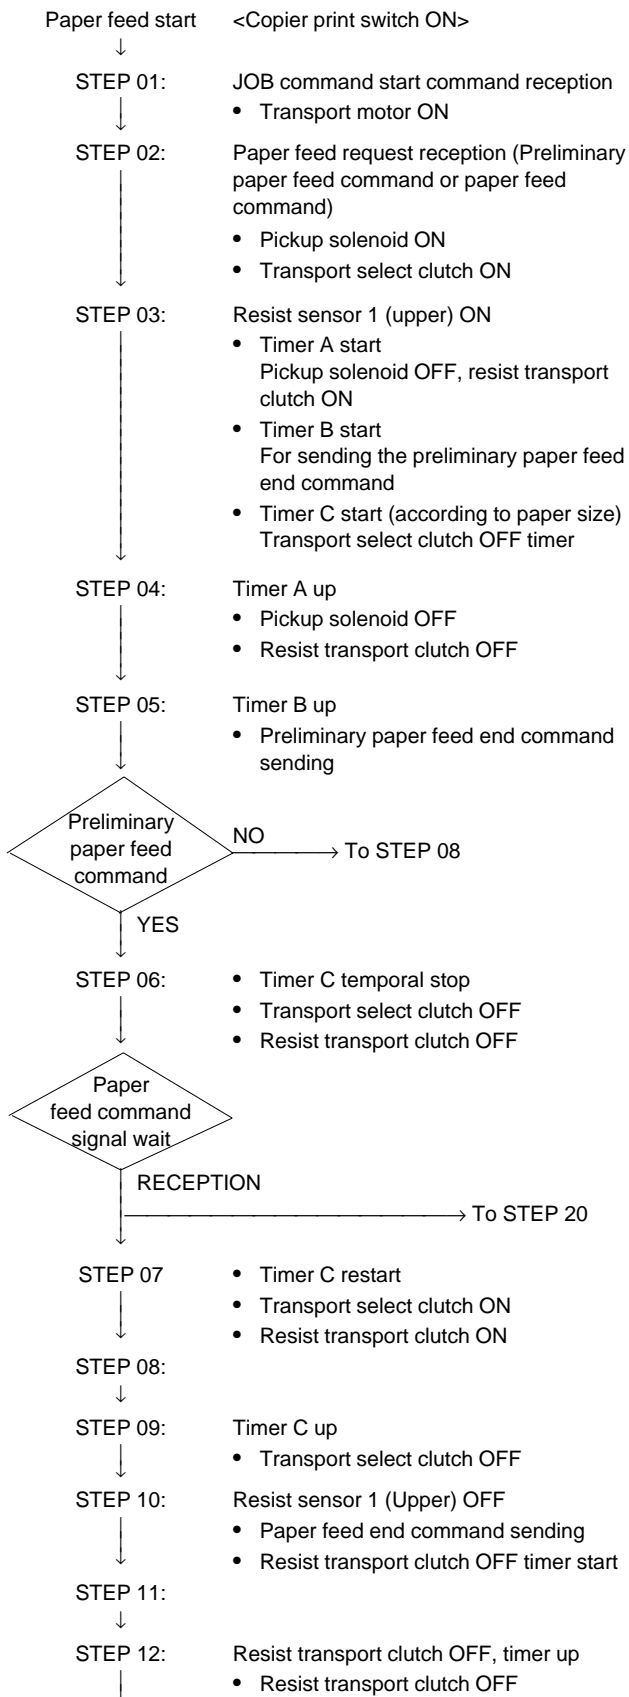 Paper feed start <Copier print switch ON>
STEP 01: JOB command start command reception
• Transport motor ON
STEP 02: Paper feed request reception (Preliminary
paper feed command or paper feed
command)
• Pickup solenoid ON
• Transport select clutch ON
STEP 03: Resist sensor 1 (upper) ON
• Timer A start
Pickup solenoid OFF, resist transport
clutch ON
• Timer B start
For sending the preliminary paper feed
end command
• Timer C start (according to paper size)
Transport select clutch OFF timer
STEP 04: Timer A up
• Pickup solenoid OFF
• Resist transport clutch OFF
STEP 05: Timer B up
• Preliminary paper feed end command
sending
Preliminary
paper feed
command
NO
To STEP 08
YES
STEP 06: • Timer C temporal stop
• Transport select clutch OFF
• Resist transport clutch OFF
Paper
feed command
signal wait
RECEPTION
To STEP 20
STEP 07 • Timer C restart
• Transport select clutch ON
• Resist transport clutch ON
STEP 08:
STEP 09: Timer C up
• Transport select clutch OFF
STEP 10: Resist sensor 1 (Upper) OFF
• Paper feed end command sending
• Resist transport clutch OFF timer start
STEP 11:
STEP 12: Resist transport clutch OFF, timer up
• Resist transport clutch OFF